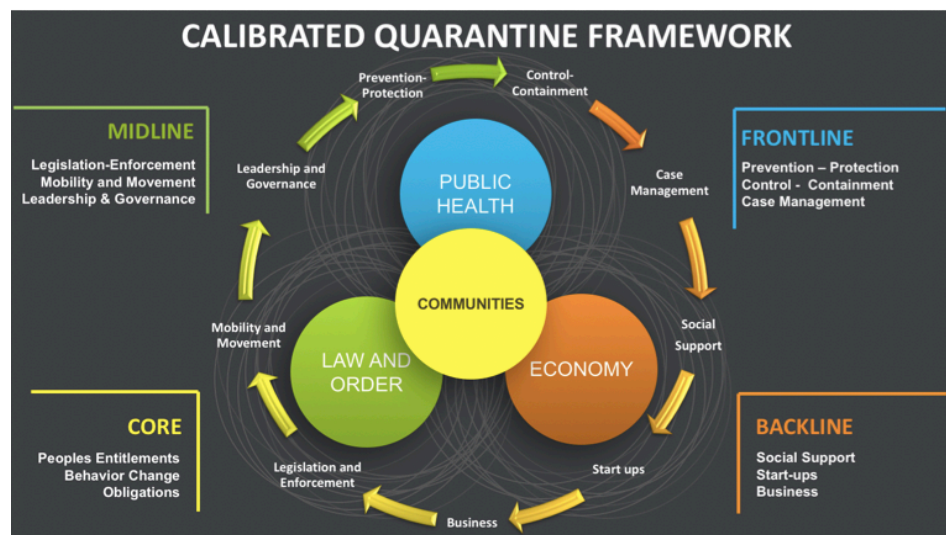 CALIBRATED QUARANTINE FRAMEWORK
Prevention-
Protection
Control-
Containment
MIDLINE
Legislation-Enforcement
Mobility and Movement
Leadership & Governance
Leadership and
Governance
PUBLIC
HEALTH
Case
Management
FRONTLINE
Prevention – Protection
Control - Containment
Case Management
COMMUNITIES
Mobility and
Movement
LAW AND
ORDER
ECONOMY
Social
Support
CORE
Peoples Entitlements
Behavior Change
Obligations
Legislation and
Enforcement
Business
Start ups
BACKLINE
Social Support
Start-ups
Business